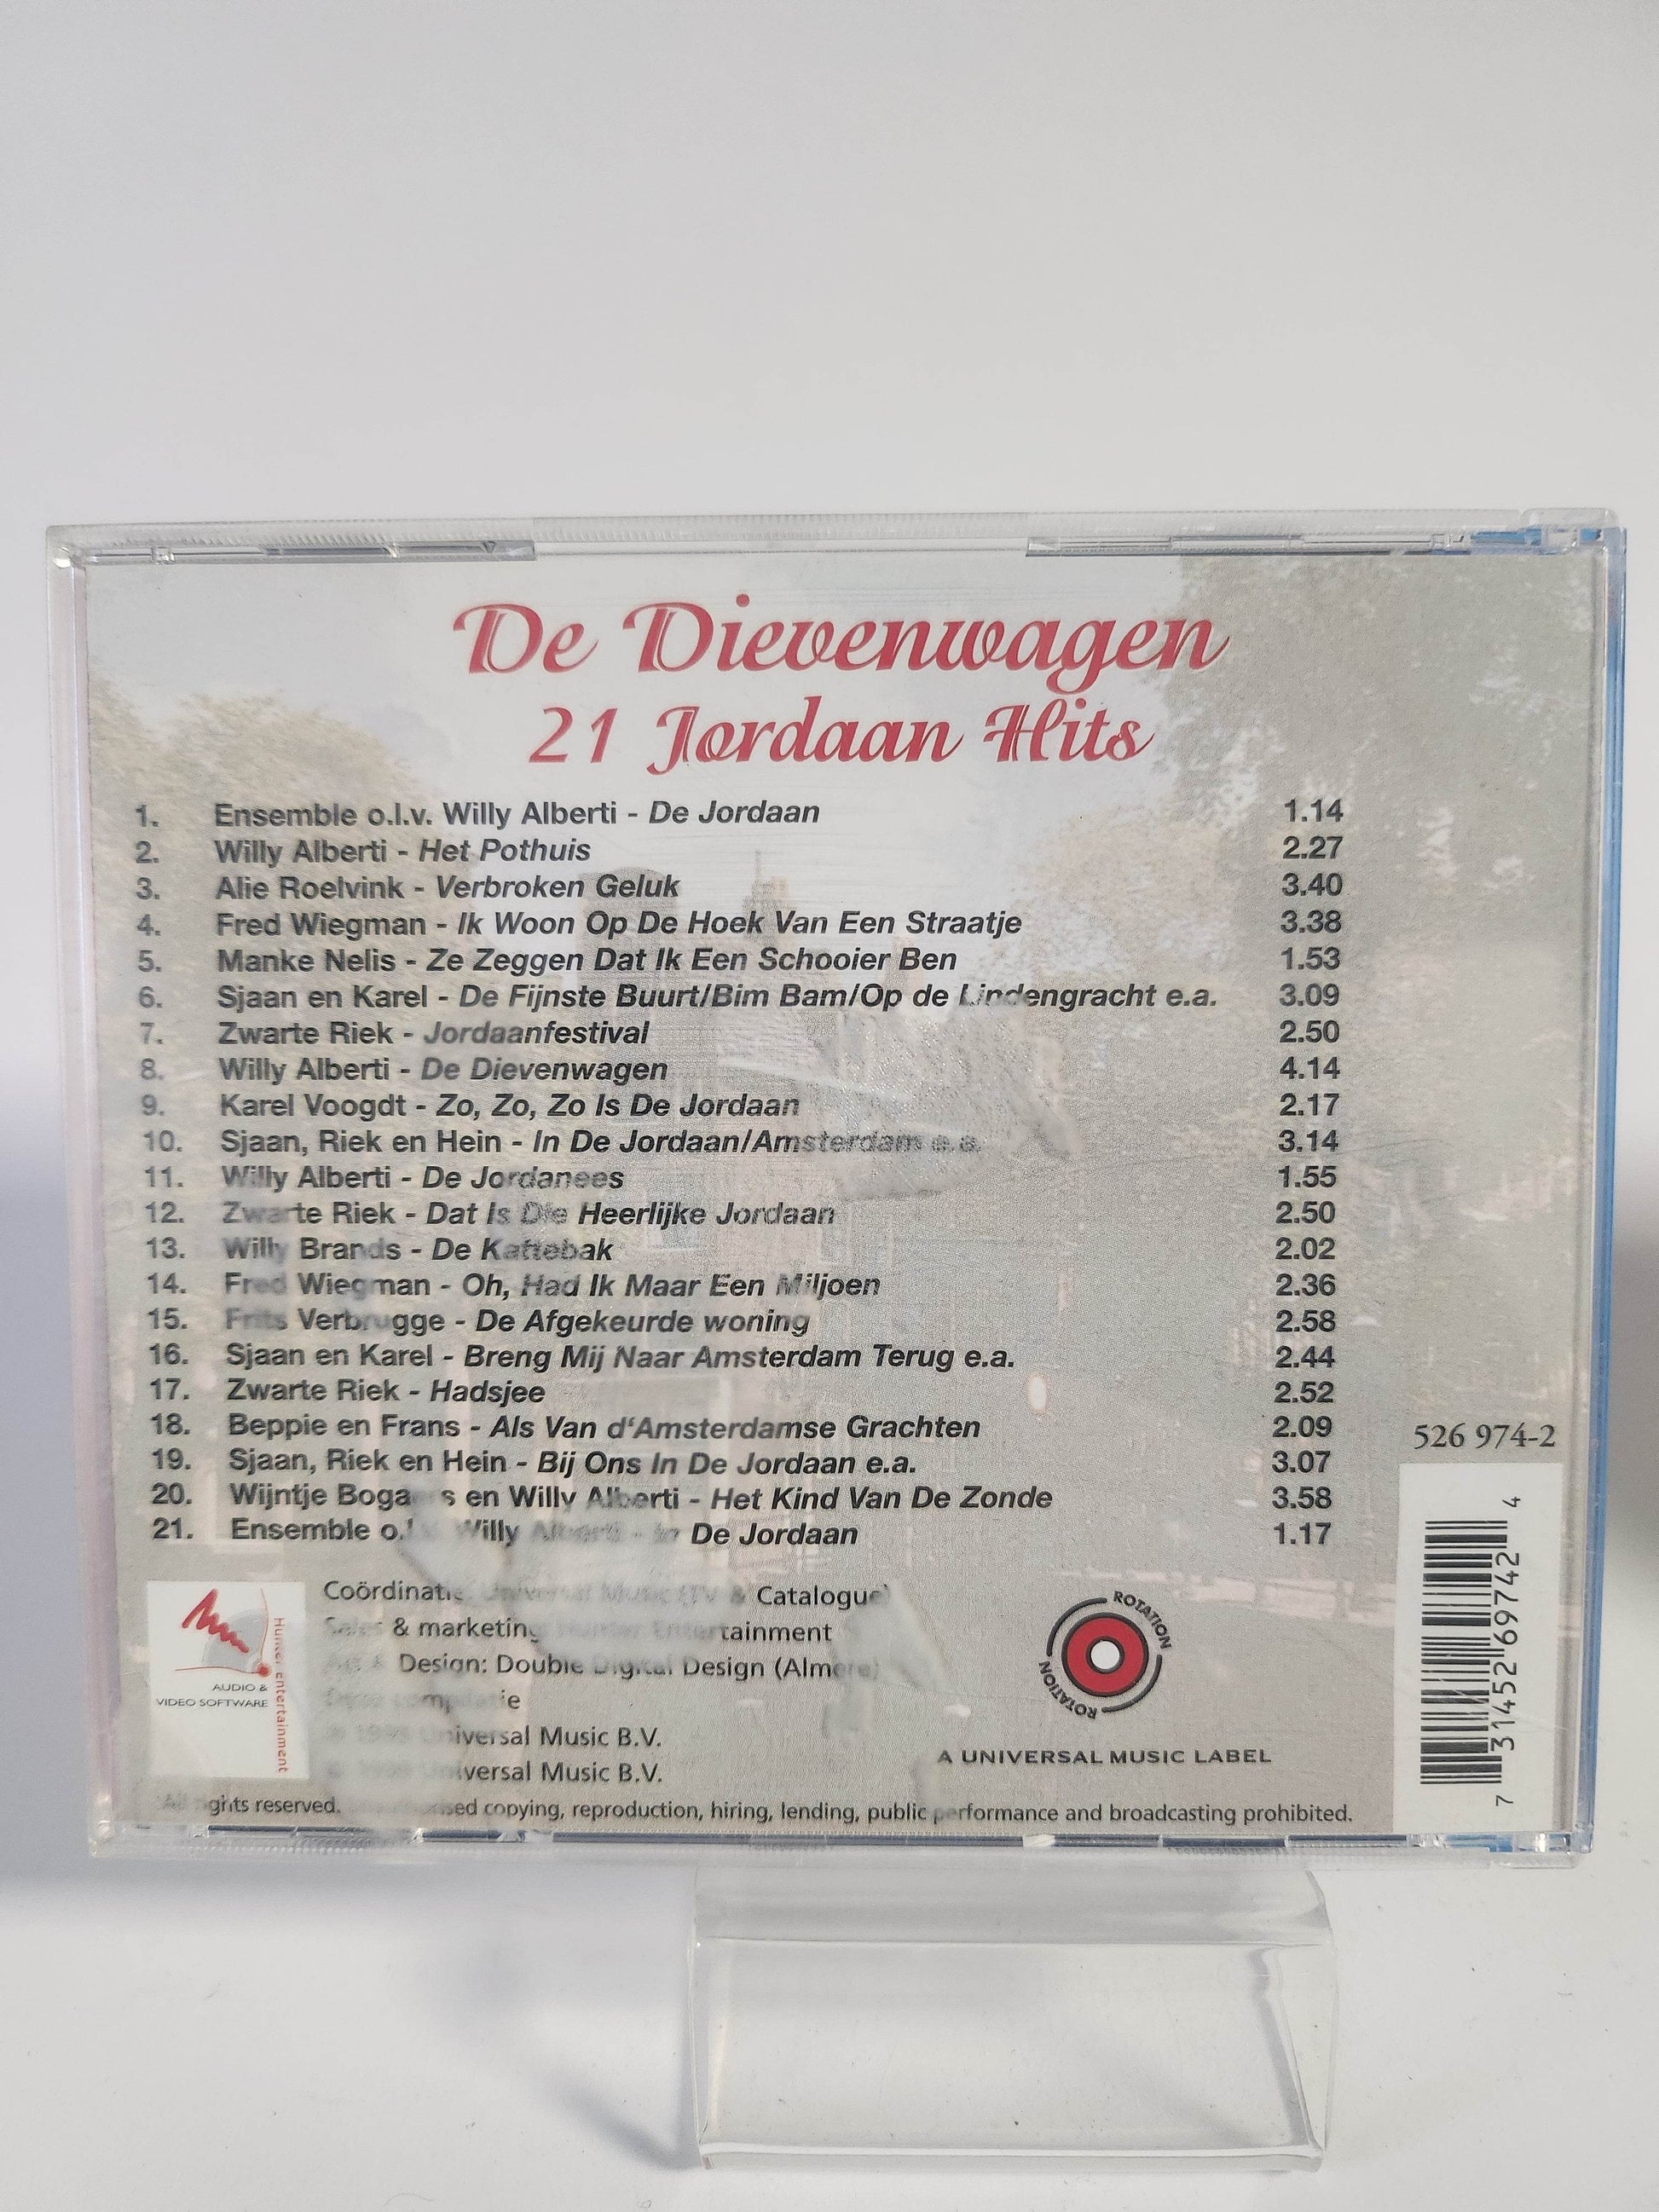 De Dievenwagen
21 Jordaan Hits
1. Ensemble o.l.v. Willy Alberti - De Jordaan 1.14
2. Willy Alberti - Het Pothuis 2.27
3. Alie Roelvink - Verbroken Geluk 3.40
4. Fred Wiegman - Ik Woon Op De Hoek Van Een Straatje 3.38
5. Manke Nelis - Ze Zeggen Dat Ik Een Schooier Ben 1.53
6. Sjaan en Karel - De Fijnste Buurt/Bim Bam/Op de Lindengracht e.a. 3.09
7. Zwarte Riek - Jordaanfestival 2.50
8. Willy Alberti - De Dievenwagen 4.14
9. Karel Voogdt - Zo, Zo, Zo Is De Jordaan 2.17
10. Sjaan, Riek en Hein - In De Jordaan/Amsterdam e.a. 3.14
11. Willy Alberti - De Jordanees 1.55
12. Zwarte Riek - Dat Is Die Heerlijke Jordaan 2.50
13. Willy Brands - De Kattebak 2.02
14. Fred Wiegman - Oh, Had Ik Maar Een Miljoen 2.36
15. Frits Verbrugge - De Afgekeurde woning 2.58
16. Sjaan en Karel - Breng Mij Naar Amsterdam Terug e.a. 2.44
17. Zwarte Riek - Hadsjee 2.52
18. Beppie en Frans - Als Van d'Amsterdamse Grachten 2.09
19. Sjaan, Riek en Hein - Bij Ons In De Jordaan e.a. 3.07
20. Wijntje en Willy Alberti - Het Kind Van De Zonde 3.58
21. Ensemble Willy Alberti - In De Jordaan 1.17
526 974-2
7 31452 69742 4
Hunter Entertainment
AUDIO &
VIDEO SOFTWARE
Coördinatie Universal Music (TV & Catalogue)
Sales & marketing Hunter Entertainment
Art & Design: Double Digital Design (Almere)
compilatie
Universal Music B.V.
Universal Music B.V.
ROTATION
ROTATION
A UNIVERSAL MUSIC LABEL
All rights reserved. copying, reproduction, hiring, lending, public performance and broadcasting prohibited.